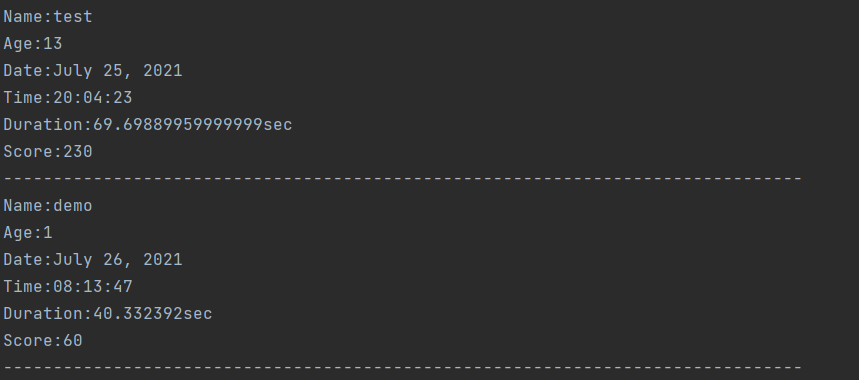 Name:test
Age:13
Date:July 25, 2021
Time:20:04:23
Duration:69.69889959999999sec
Score:230
--------------------------------------------------------------------------------
Name:demo
Age:1
Date:July 26, 2021
Time:08:13:47
Duration:40.332392sec
Score:60
--------------------------------------------------------------------------------